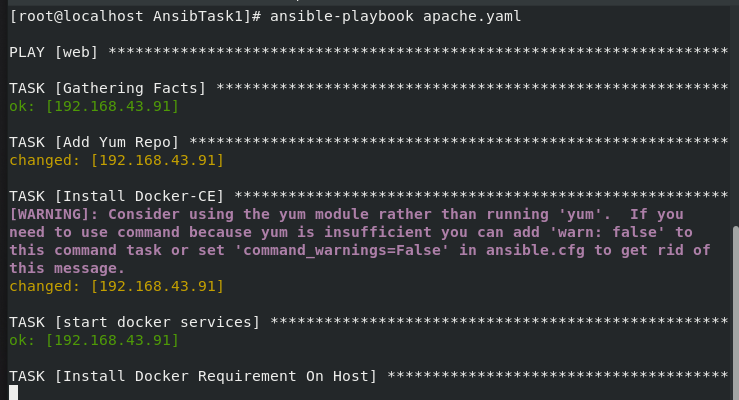 [root@localhost AnsibTask1]# ansible-playbook apache.yaml
PLAY [web] *********************************************************************
TASK [Gathering Facts] *********************************************************
ok: [192.168.43.91]
TASK [Add Yum Repo] ************************************************************
changed: [192.168.43.91]
TASK [Install Docker-CE] *******************************************************
[WARNING]: Consider using the yum module rather than running 'yum'.  If you
need to use command because yum is insufficient you can add 'warn: false' to
this command task or set 'command_warnings=False' in ansible.cfg to get rid of
this message.
changed: [192.168.43.91]
TASK [start docker services] ***************************************************
ok: [192.168.43.91]
TASK [Install Docker Requirement On Host] **************************************